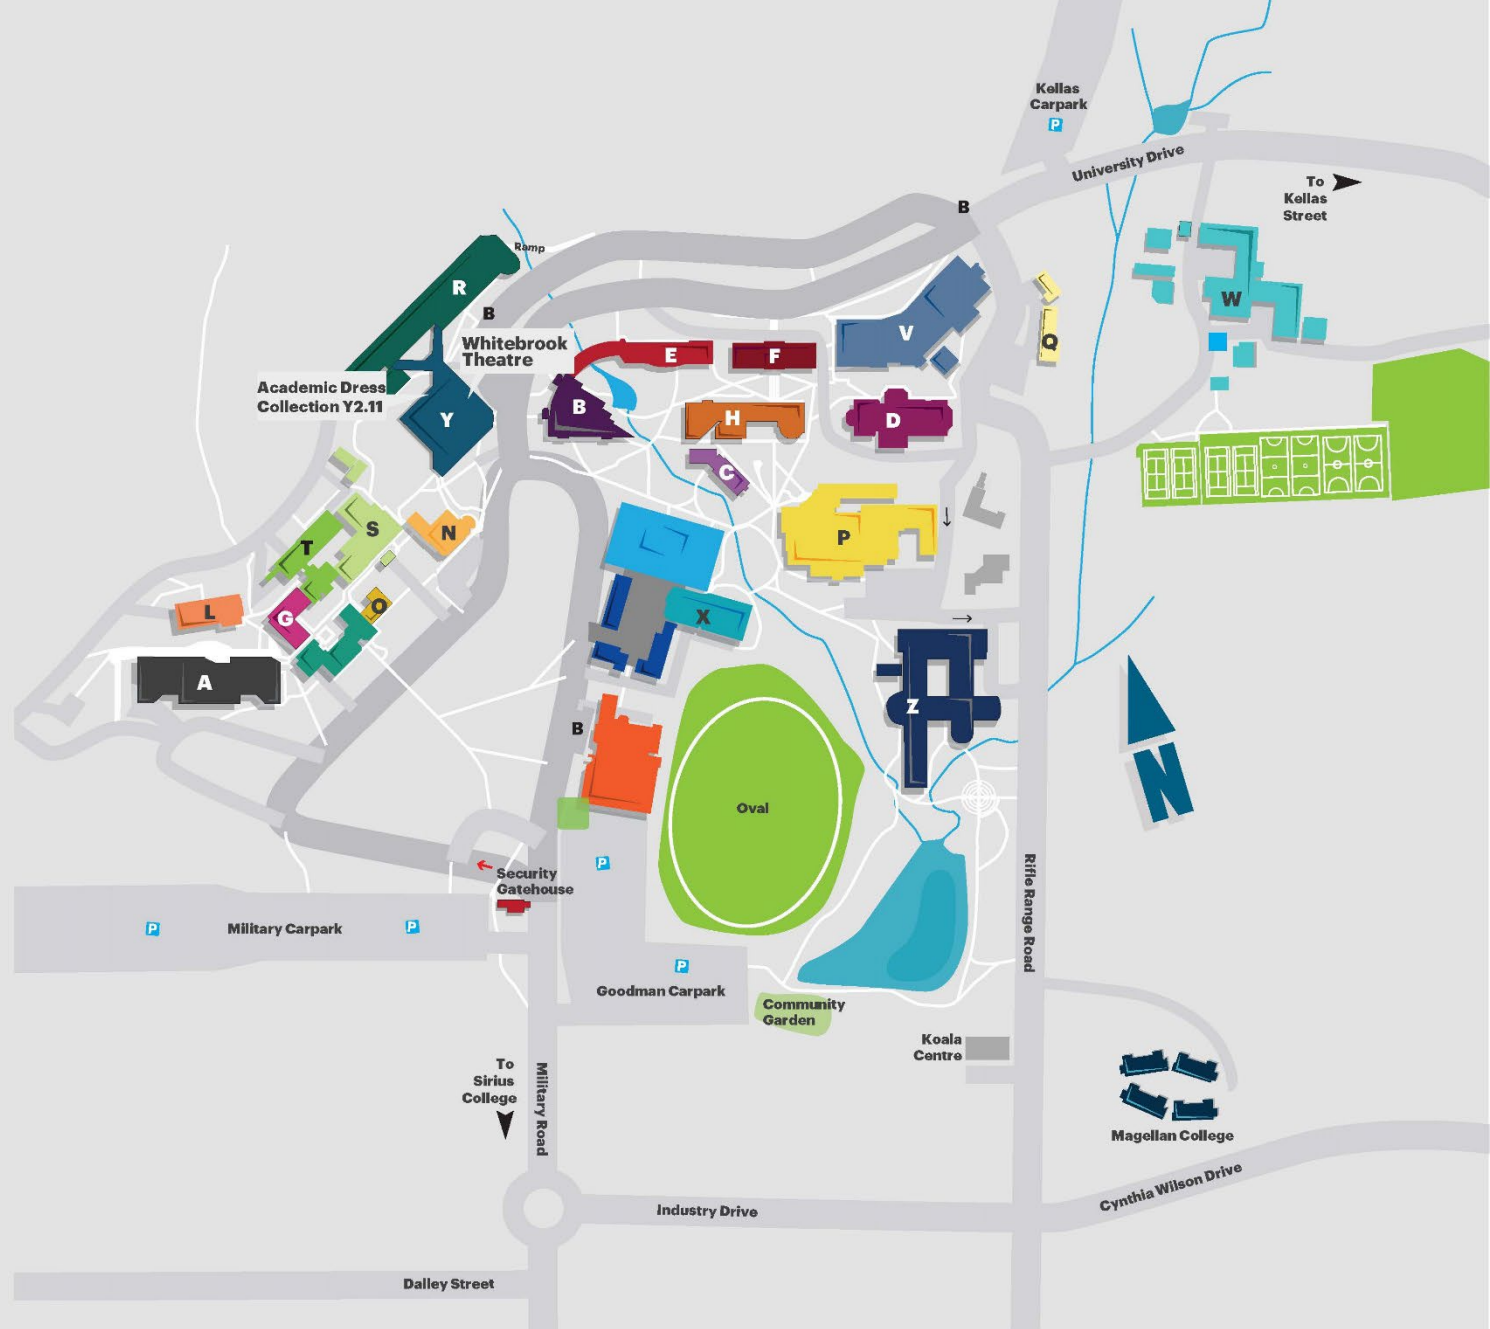 Kellas
Carpark
P
University Drive
To
Kellas
Street
B
Ramp
R
B
Whitebrook
Theatre
Academic Dress
Collection Y2.11
Y
E
F
V
Q
W
B
H
D
C
S
N
T
P
L
G
O
X
A
Z
B
N
Oval
P
Security
Gatehouse
Military Carpark
P
P
P
Goodman Carpark
Community
Garden
Rifle Range Road
Koala
Centre
To
Sirius
College
Military Road
Magellan College
Cynthia Wilson Drive
Industry Drive
Dalley Street